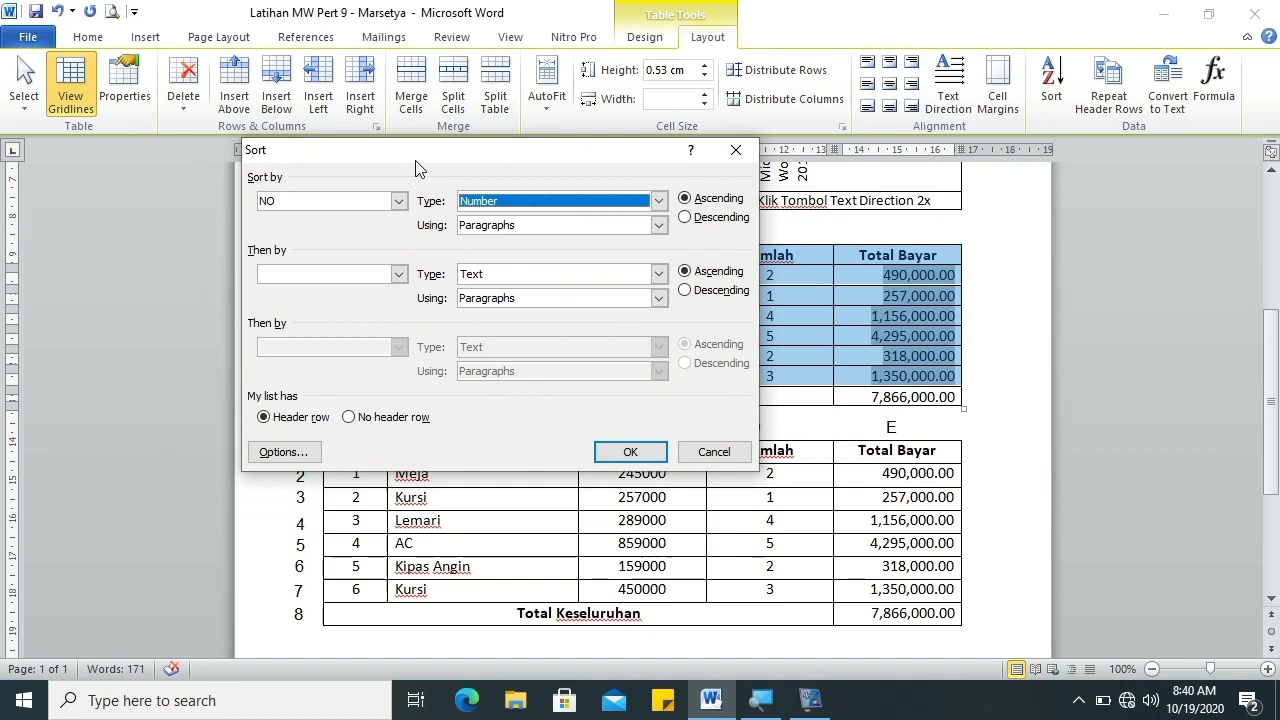 Latihan MW Pert 9 - Marsetya - Microsoft Word
Table Tools
File Home Insert Page Layout References Mailings Review View Nitro Pro Design Layout
Select
View Gridlines
Properties
Delete
Insert Above
Insert Below
Insert Left
Insert Right
Merge Cells
Split Cells
Split Table
AutoFit
Height: 0.53 cm
Width:
Distribute Rows
Distribute Columns
Text Direction
Cell Margins
Sort
Repeat Header Rows
Convert to Text
Formula
Table Rows & Columns Merge Cell Size Alignment Data
Sort
Sort by
NO Type: Number Ascending
Using: Paragraphs Descending
Then by
Type: Text Ascending
Using: Paragraphs Descending
Then by
Type: Text Ascending
Using: Paragraphs Descending
My list has
Header row No header row
Options... OK Cancel
12 13 14 15 16 17 18 19
Klik Tombol Text Direction 2x
mlah Total Bayar
2 490,000.00
1 257,000.00
4 1,156,000.00
5 4,295,000.00
2 318,000.00
3 1,350,000.00
7,866,000.00
E
mlah Total Bayar
2 1 Meja 245000 2 490,000.00
3 2 Kursi 257000 1 257,000.00
4 3 Lemari 289000 4 1,156,000.00
5 4 AC 859000 5 4,295,000.00
6 5 Kipas Angin 159000 2 318,000.00
7 6 Kursi 450000 3 1,350,000.00
8 Total Keseluruhan 7,866,000.00
Page: 1 of 1 Words: 171 100%
Type here to search
8:40 AM
10/19/2020
2